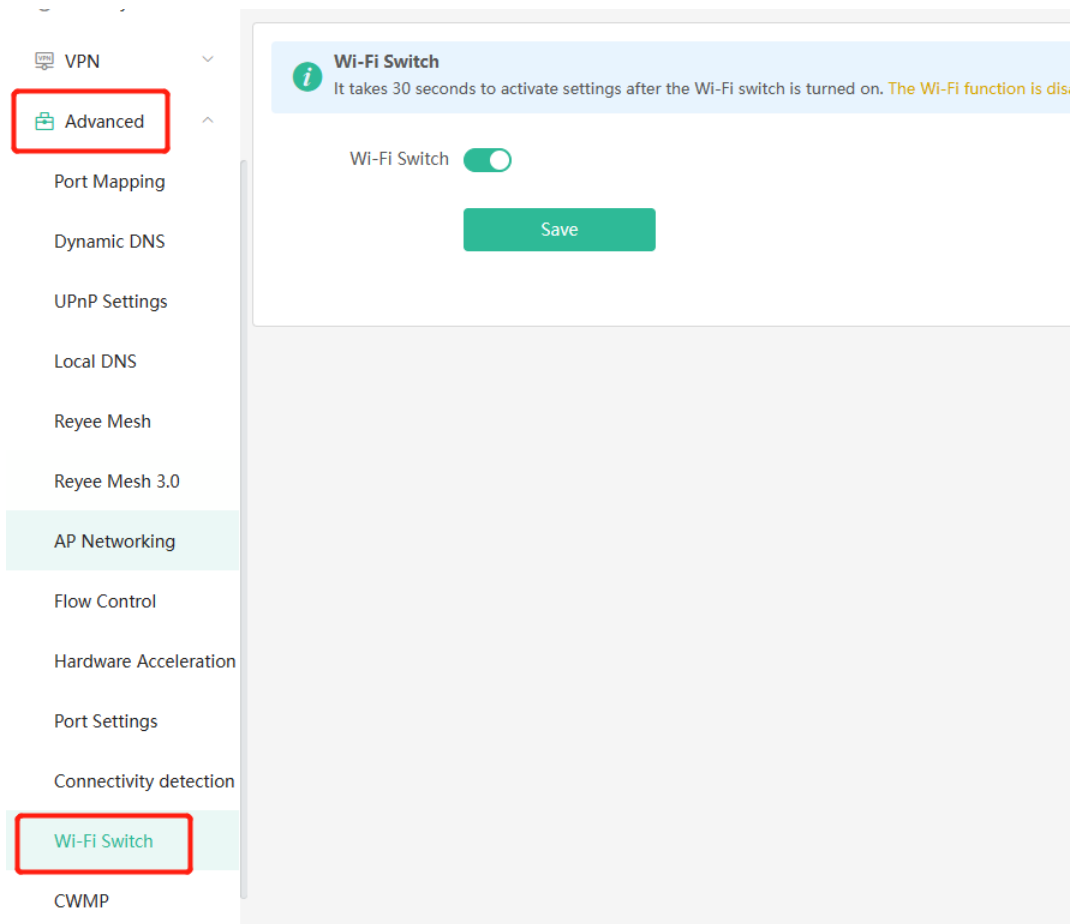 VPN
Advanced
Port Mapping
Dynamic DNS
UPnP Settings
Local DNS
Reyee Mesh
Reyee Mesh 3.0
AP Networking
Flow Control
Hardware Acceleration
Port Settings
Connectivity detection
Wi-Fi Switch
CWMP
Wi-Fi Switch
It takes 30 seconds to activate settings after the Wi-Fi switch is turned on. The Wi-Fi function is
Wi-Fi Switch
Save